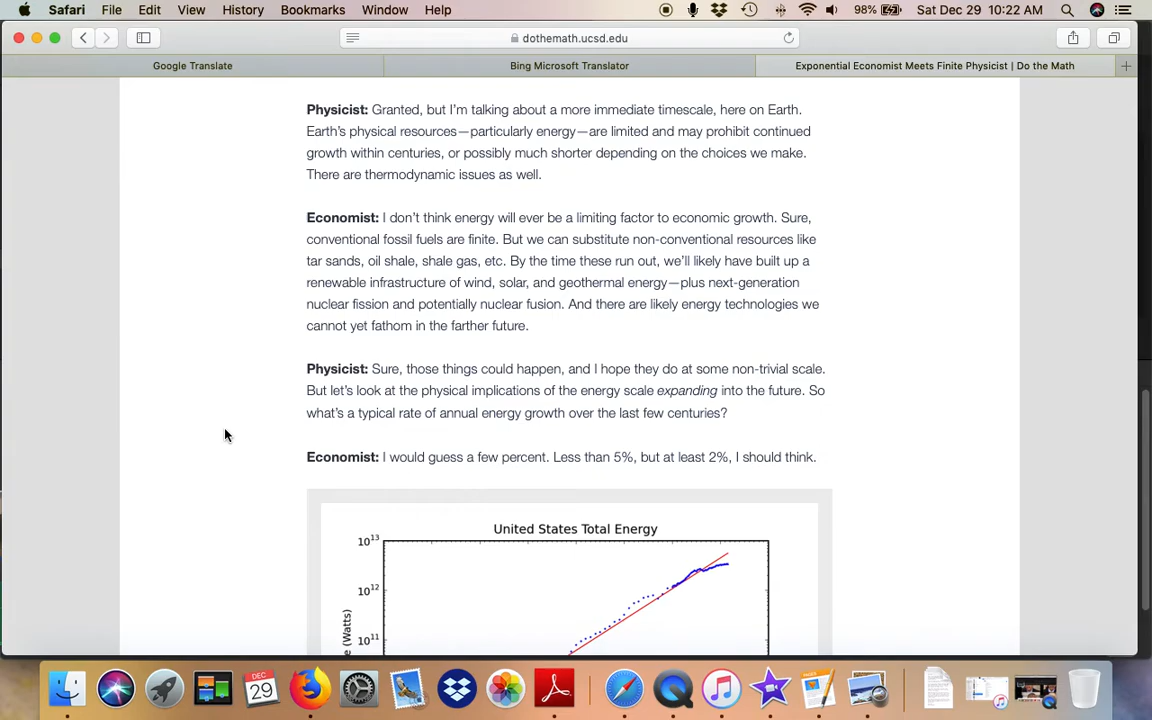 Safari File Edit View History Bookmarks Window Help 98% Sat Dec 29 10:22 AM
dothemath.ucsd.edu
Google Translate Bing Microsoft Translator Exponential Economist Meets Finite Physicist | Do the Math
Physicist: Granted, but I'm talking about a more immediate timescale, here on Earth.
Earth's physical resources—particularly energy—are limited and may prohibit continued
growth within centuries, or possibly much shorter depending on the choices we make.
There are thermodynamic issues as well.
Economist: I don't think energy will ever be a limiting factor to economic growth. Sure,
conventional fossil fuels are finite. But we can substitute non-conventional resources like
tar sands, oil shale, shale gas, etc. By the time these run out, we'll likely have built up a
renewable infrastructure of wind, solar, and geothermal energy—plus next-generation
nuclear fission and potentially nuclear fusion. And there are likely energy technologies we
cannot yet fathom in the farther future.
Physicist: Sure, those things could happen, and I hope they do at some non-trivial scale.
But let's look at the physical implications of the energy scale expanding into the future. So
what's a typical rate of annual energy growth over the last few centuries?
Economist: I would guess a few percent. Less than 5%, but at least 2%, I should think.
United States Total Energy
10¹³
10¹²
10¹¹
(Watts)
DEC
29